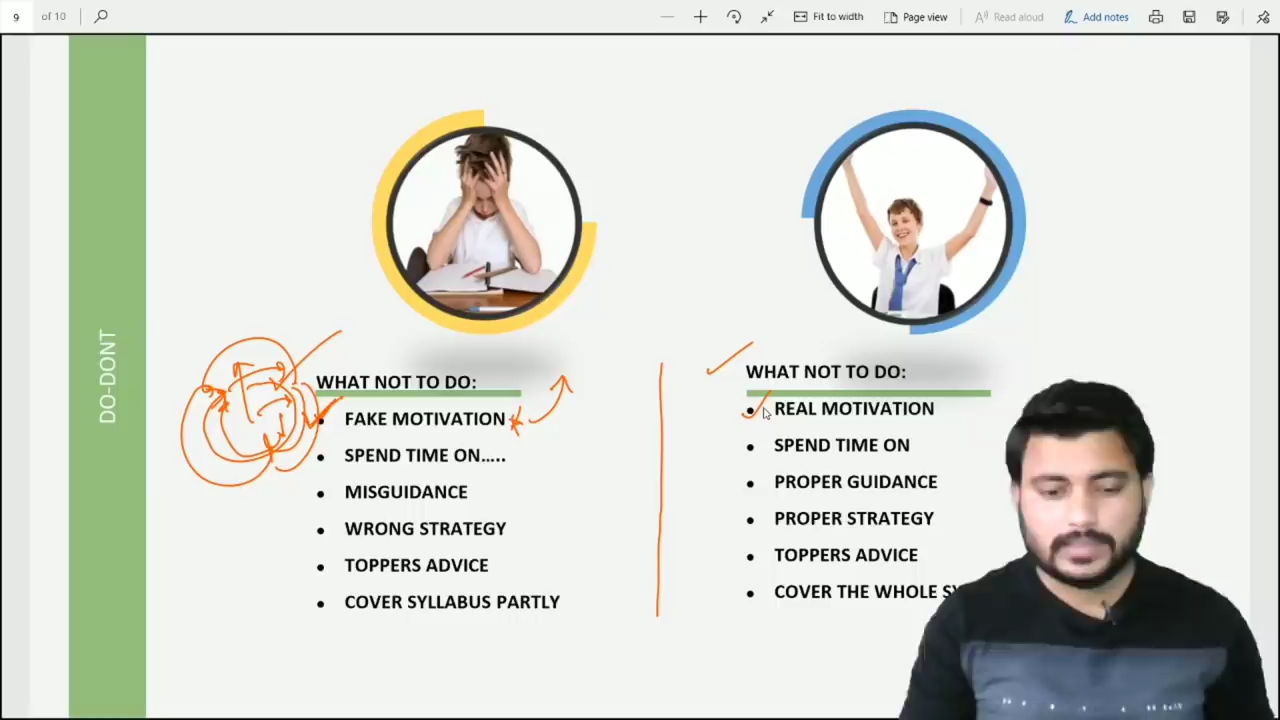 9 of 10
Fit to width
Page view
Read aloud
Add notes
DO-DONT
WHAT NOT TO DO:
• FAKE MOTIVATION
• SPEND TIME ON…..
• MISGUIDANCE
• WRONG STRATEGY
• TOPPERS ADVICE
• COVER SYLLABUS PARTLY
WHAT NOT TO DO:
• REAL MOTIVATION
• SPEND TIME ON
• PROPER GUIDANCE
• PROPER STRATEGY
• TOPPERS ADVICE
• COVER THE WHOLE